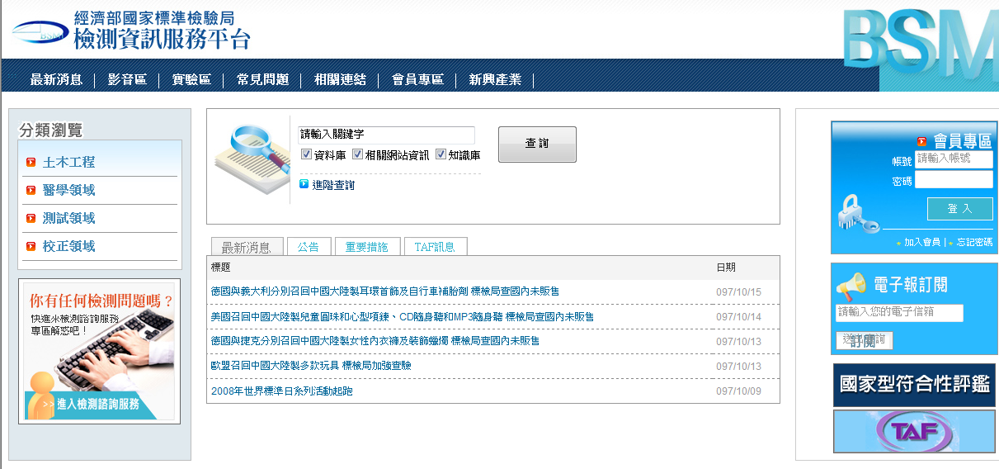 經濟部國家標準檢驗局
檢測資訊服務平台
BSMI
BSM
最新消息 | 影音區 | 實驗區 | 常見問題 | 相關連結 | 會員專區 | 新興產業 |
分類瀏覽
土木工程
醫學領域
測試領域
校正領域
你有任何檢測問題嗎？
快進來檢測諮詢服務
專區解惑吧！
>> 進入檢測諮詢服務
請輸入關鍵字
查 詢
資料庫 相關網站資訊 知識庫
進階查詢
最新消息 公告 重要措施 TAF訊息
標題 日期
德國與義大利分別召回中國大陸製耳環首飾及自行車補胎劑 標檢局查國內未販售 097/10/15
美國召回中國大陸製兒童圓珠和心型項鍊、CD隨身聽和MP3隨身聽 標檢局查國內未販售 097/10/14
德國與捷克分別召回中國大陸製女性內衣褲及裝飾蠟燭 標檢局查國內未販售 097/10/13
歐盟召回中國大陸製多款玩具 標檢局加強查驗 097/10/13
2008年世界標準日系列活動起跑 097/10/09
會員專區
帳號 請輸入帳號
密碼
登 入
加入會員 | 忘記密碼
電子報訂閱
請輸入您的電子信箱
訂閱
國家型符合性評鑑
TAF